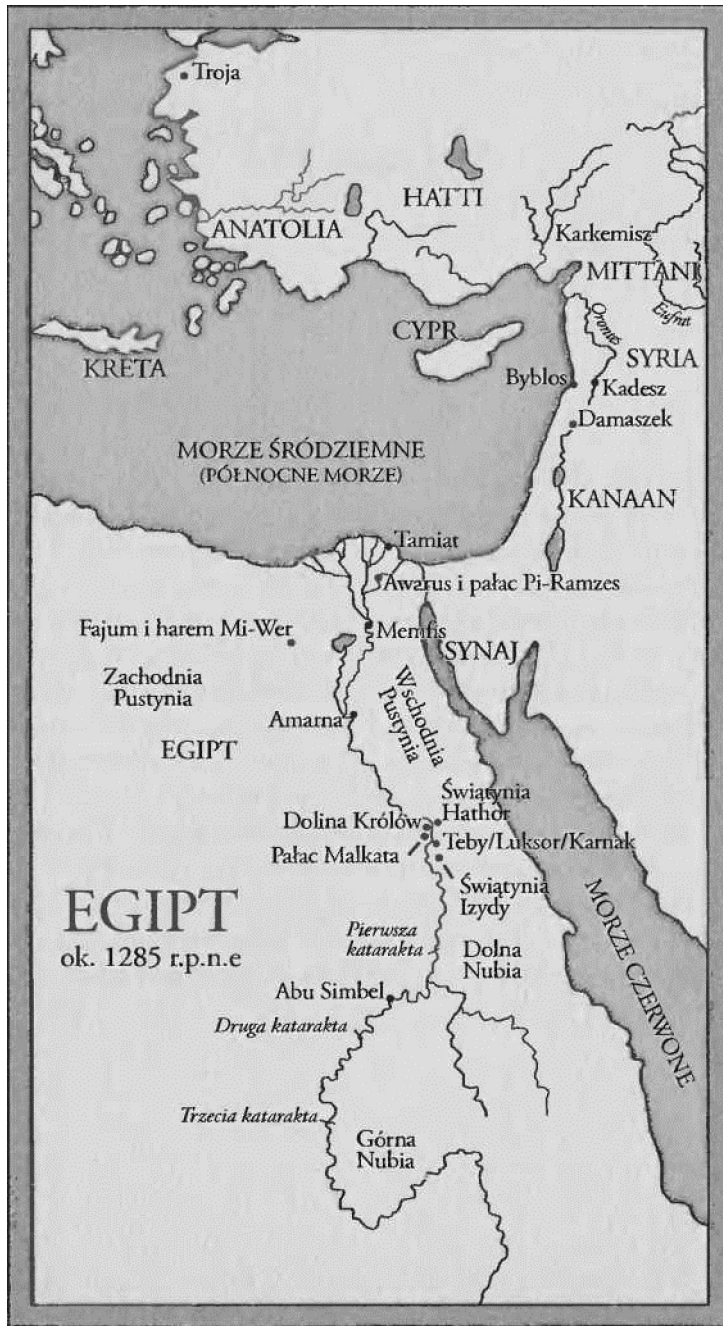 Troja
HATTI
ANATOLIA
Karkemisz
MITTANI
Orontes
Eufrat
CYPR
SYRIA
KRETA
Byblos
Kadesz
Damaszek
MORZE ŚRÓDZIEMNE
(PÓŁNOCNE MORZE)
KANAAN
Tamiat
Awarus i pałac Pi-Ramzes
Fajum i harem Mi-Wer
Memfis
SYNAJ
Zachodnia
Pustynia
Wschodnia
Pustynia
Amarna
EGIPT
Świątynia
Hathor
Dolina Królów
Teby/Luksor/Karnak
Pałac Malkata
Świątynia
Izydy
EGIPT
ok. 1285 r.p.n.e
Pierwsza
katarakta
Dolna
Nubia
MORZE CZERWONE
Abu Simbel
Druga katarakta
Trzecia katarakta
Górna
Nubia